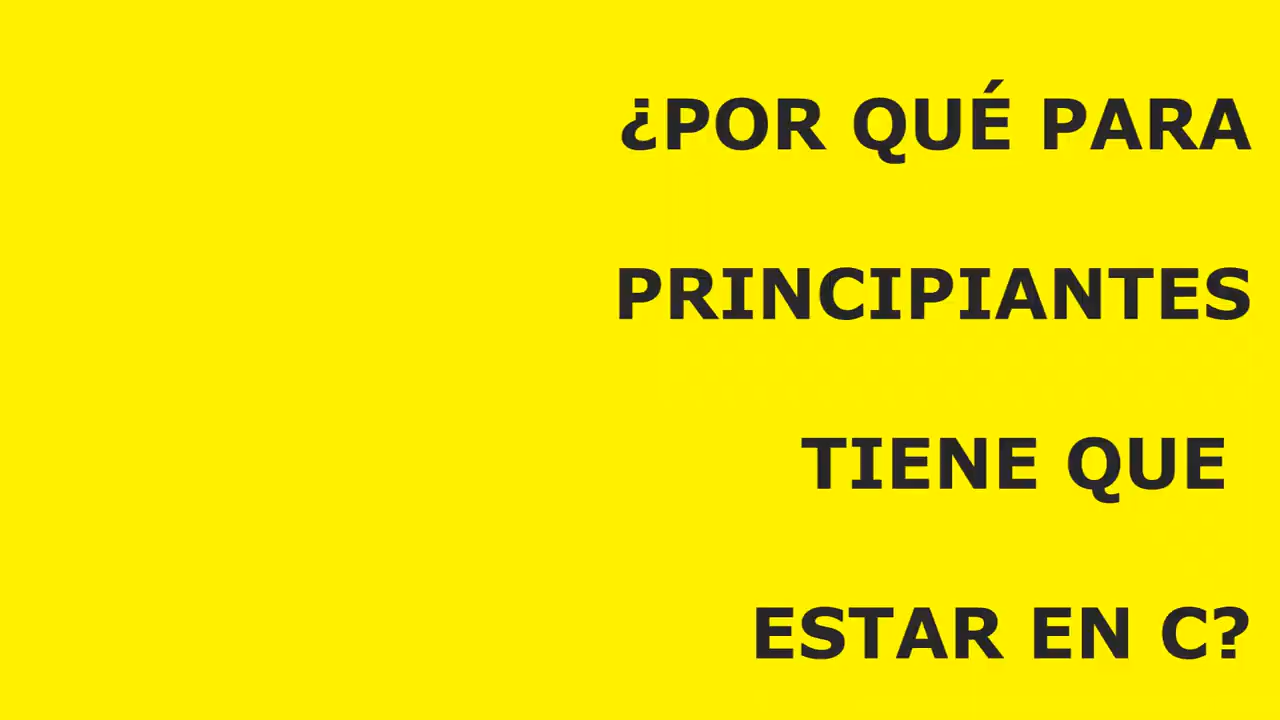 ¿POR QUÉ PARA
PRINCIPIANTES
TIENE QUE
ESTAR EN C?